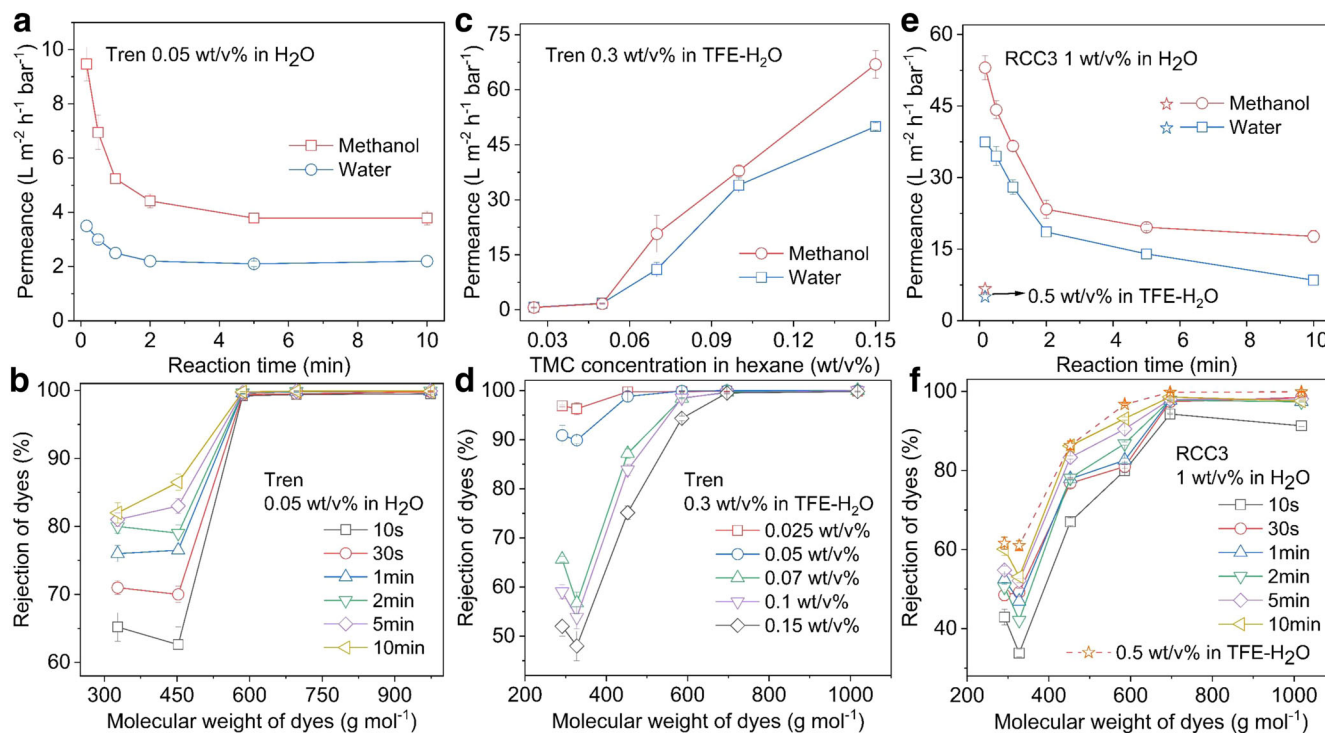 a
Permeance (L m⁻² h⁻¹ bar⁻¹)
10
8
6
4
2
0
Tren 0.05 wt/v% in H₂O
Methanol
Water
0 2 4 6 8 10
Reaction time (min)
c
Permeance (L m⁻² h⁻¹ bar⁻¹)
75
60
45
30
15
0
Tren 0.3 wt/v% in TFE-H₂O
Methanol
Water
0.03 0.06 0.09 0.12 0.15
TMC concentration in hexane (wt/v%)
e
Permeance (L m⁻² h⁻¹ bar⁻¹)
60
45
30
15
0
RCC3 1 wt/v% in H₂O
Methanol
Water
0.5 wt/v% in TFE-H₂O
0 2 4 6 8 10
Reaction time (min)
b
Rejection of dyes (%)
100
90
80
70
60
Tren
0.05 wt/v% in H₂O
10s
30s
1min
2min
5min
10min
300 450 600 750 900
Molecular weight of dyes (g mol⁻¹)
d
Rejection of dyes (%)
100
90
80
70
60
50
Tren
0.3 wt/v% in TFE-H₂O
0.025 wt/v%
0.05 wt/v%
0.07 wt/v%
0.1 wt/v%
0.15 wt/v%
200 400 600 800 1000
Molecular weight of dyes (g mol⁻¹)
f
Rejection of dyes (%)
100
80
60
40
RCC3
1 wt/v% in H₂O
10s
30s
1min
2min
5min
10min
0.5 wt/v% in TFE-H₂O
200 400 600 800 1000
Molecular weight of dyes (g mol⁻¹)